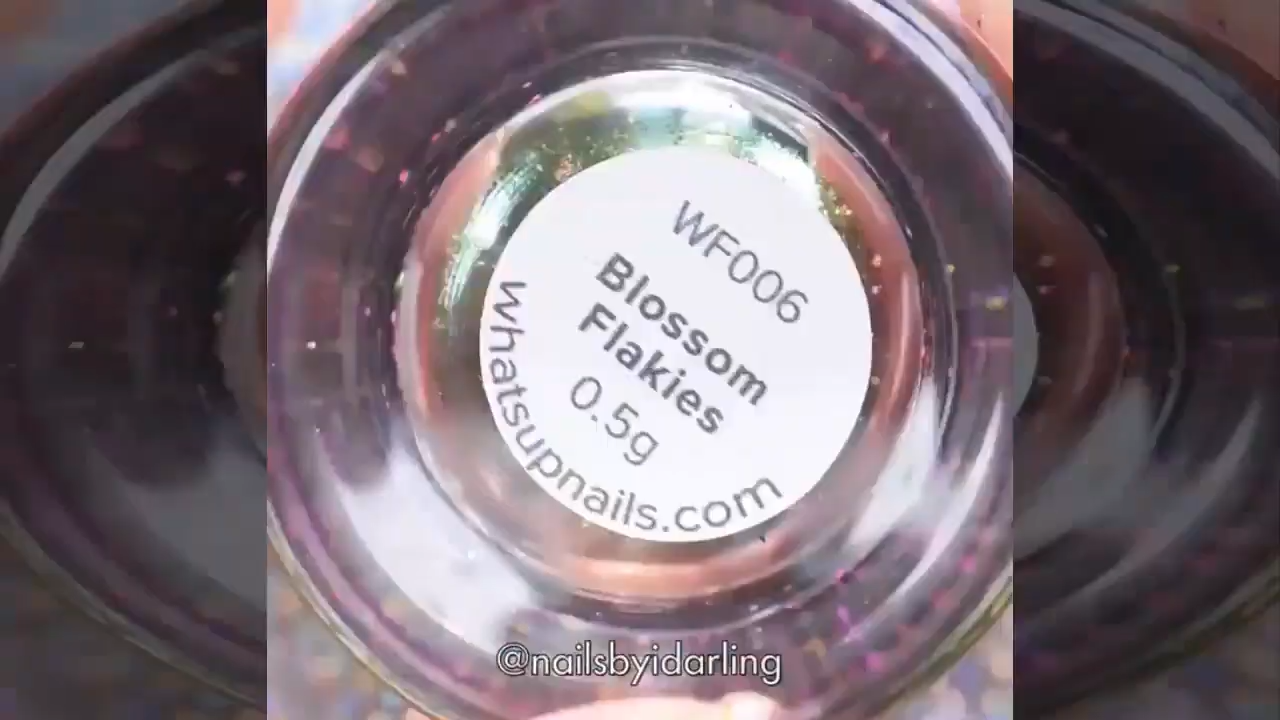 WF006
Blossom
Flakies
0.5g
Whatsupnails.com
@nailsbyidarling